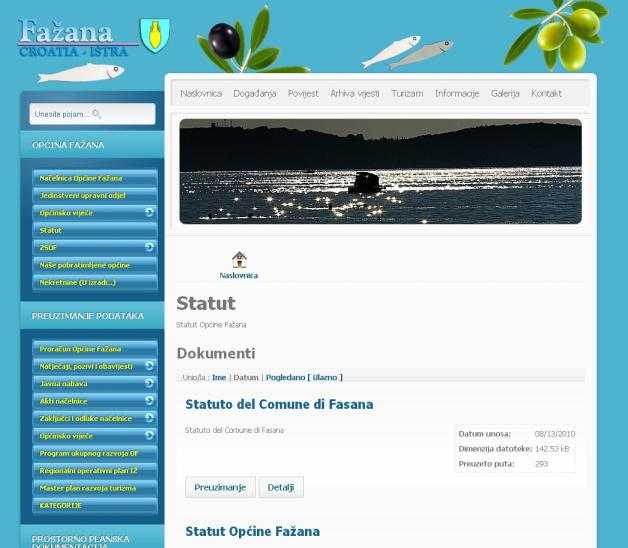 Fažana
CROATIA - ISTRA
Naslovnica Događanja Povijest Arhiva vijesti Turizam Informacije Galerija Kontakt
Unesite pojam...
OPĆINA FAŽANA
Načelnica Općine Fažana
Jedinstveni upravni odjel
Općinsko vijeće
Statut
ZSUF
Naše pobratimljene općine
Nekretnine (U izradi...)
PREUZIMANJE PODATAKA
Proračun Općine Fažana
Natječaji, pozivi i obavijesti
Javna nabava
Akti načelnice
Zaključci i odluke načelnice
Općinsko vijeće
Program ukupnog razvoja OF
Regionalni operativni plan IŽ
Master plan razvoja turizma
KATEGORIJE
PROSTORNO PLANSKA
DOKUMENTACIJA
Naslovnica
Statut
Statut Općine Fažana
Dokumenti
Unio/la : Ime | Datum | Pogledano [ Ulazno ]
Statuto del Comune di Fasana
Statuto del Comune di Fasana
Datum unosa: 08/13/2010
Dimenzija datoteke: 142.53 kB
Preuzeto puta: 293
Preuzimanje Detalji
Statut Općine Fažana